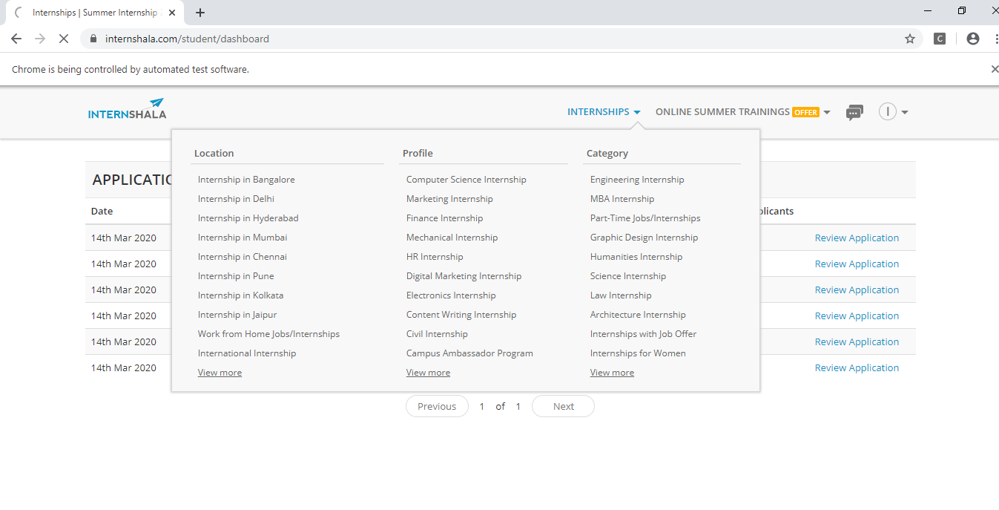 Internships | Summer Internship
internshala.com/student/dashboard
C
Chrome is being controlled by automated test software.
INTERNSHALA
INTERNSHIPS
ONLINE SUMMER TRAININGS OFFER
I
Location
Profile
Category
Internship in Bangalore
Computer Science Internship
Engineering Internship
Internship in Delhi
Marketing Internship
MBA Internship
Internship in Hyderabad
Finance Internship
Part-Time Jobs/Internships
Internship in Mumbai
Mechanical Internship
Graphic Design Internship
Internship in Chennai
HR Internship
Humanities Internship
Internship in Pune
Digital Marketing Internship
Science Internship
Internship in Kolkata
Electronics Internship
Law Internship
Internship in Jaipur
Content Writing Internship
Architecture Internship
Work from Home Jobs/Internships
Civil Internship
Internships with Job Offer
International Internship
Campus Ambassador Program
Internships for Women
View more
View more
View more
APPLICATIO
Date
plicants
14th Mar 2020
Review Application
14th Mar 2020
Review Application
14th Mar 2020
Review Application
14th Mar 2020
Review Application
14th Mar 2020
Review Application
14th Mar 2020
Review Application
Previous 1 of 1 Next